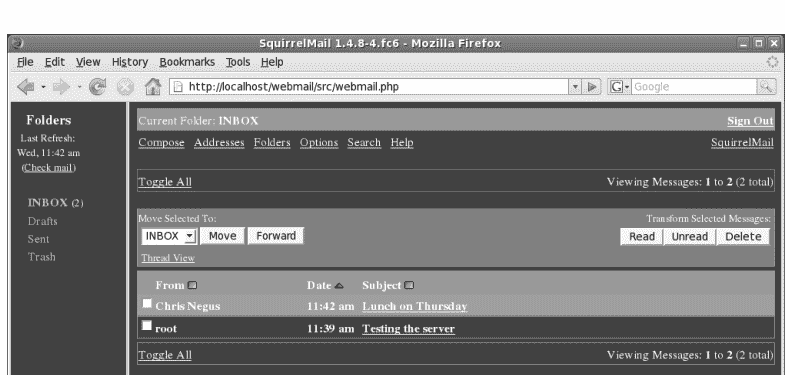 SquirrelMail 1.4.8-4.fc6 - Mozilla Firefox
File Edit View History Bookmarks Tools Help
http://localhost/webmail/src/webmail.php
G Google
Folders
Last Refresh:
Wed, 11:42 am
(Check mail)
INBOX (2)
Drafts
Sent
Trash
Current Folder: INBOX Sign Out
Compose Addresses Folders Options Search Help SquirrelMail
Toggle All Viewing Messages: 1 to 2 (2 total)
Move Selected To: Transform Selected Messages:
INBOX Move Forward Read Unread Delete
Thread View
From Date Subject
Chris Negus 11:42 am Lunch on Thursday
root 11:39 am Testing the server
Toggle All Viewing Messages: 1 to 2 (2 total)